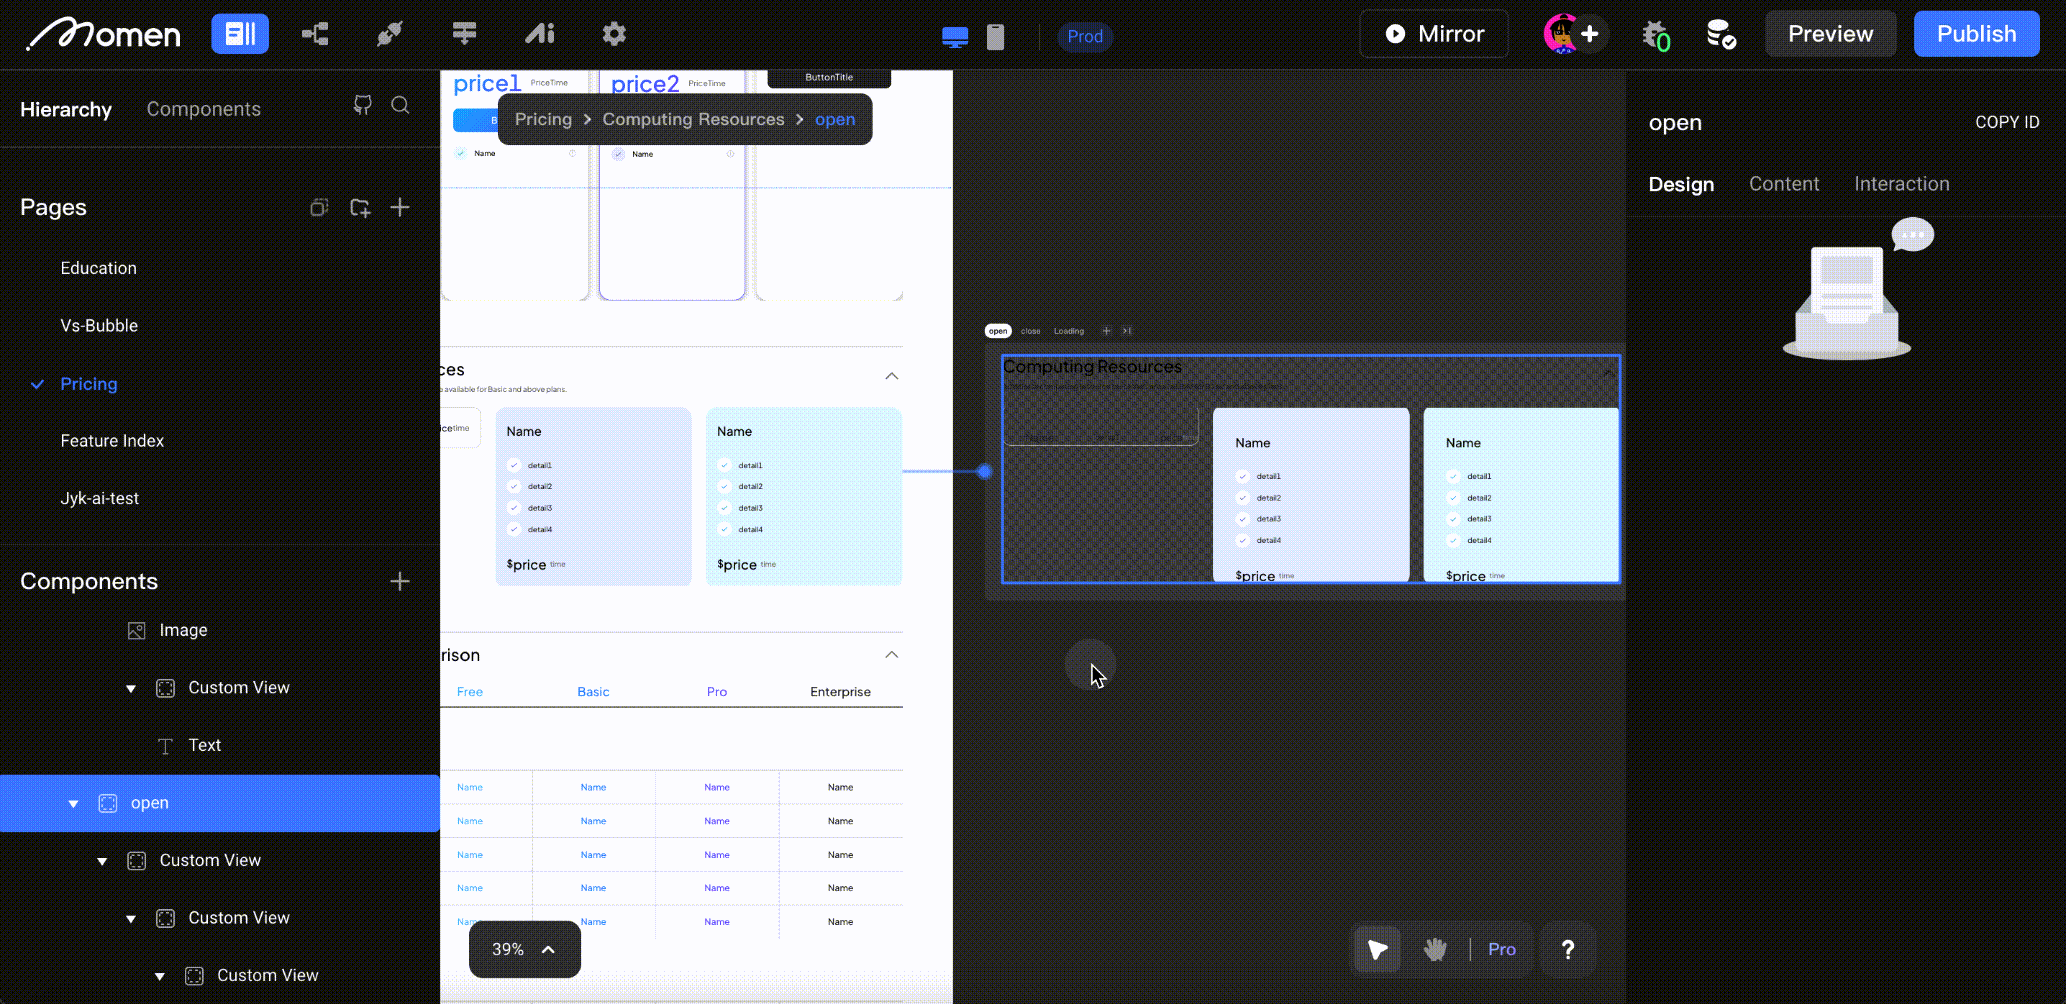 Momen
Prod
Mirror
0
Preview
Publish
Hierarchy
Components
Pages
Education
Vs-Bubble
Pricing
Feature Index
Jyk-ai-test
Components
Image
Custom View
Text
open
Custom View
Custom View
Custom View
price1 PriceTime
price2 PriceTime
ButtonTitle
Pricing > Computing Resources > open
B
Name
Name
ces
available for Basic and above plans.
icetime
Name
detail1
detail2
detail3
detail4
$price time
Name
detail1
detail2
detail3
detail4
$price time
rison
Free Basic Pro Enterprise
Name Name Name Name
Name Name Name Name
Name Name Name Name
Name Name Name Name
Name Name Name Name
39%
open close Loading
Computing Resources
Name
detail1
detail2
detail3
detail4
$price time
Name
detail1
detail2
detail3
detail4
$price time
Pro
?
open
COPY ID
Design
Content
Interaction